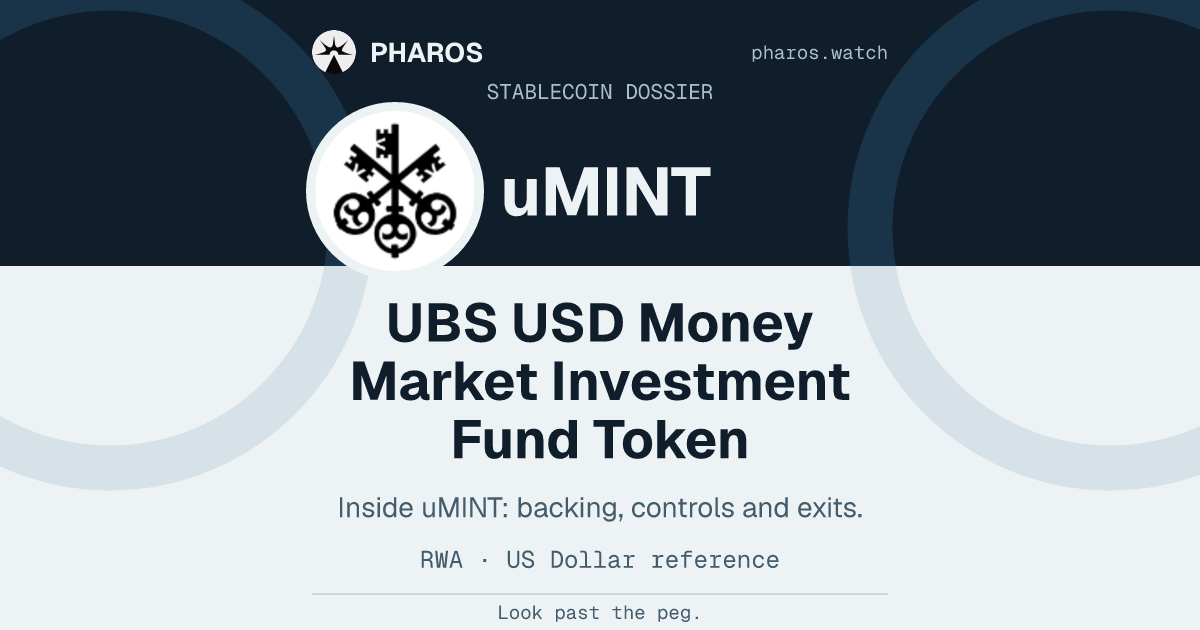 PHAROS
pharos.watch
STABLECOIN DOSSIER
uMINT
UBS USD Money
Market Investment
Fund Token
Inside uMINT: backing, controls and exits.
RWA · US Dollar reference
Look past the peg.